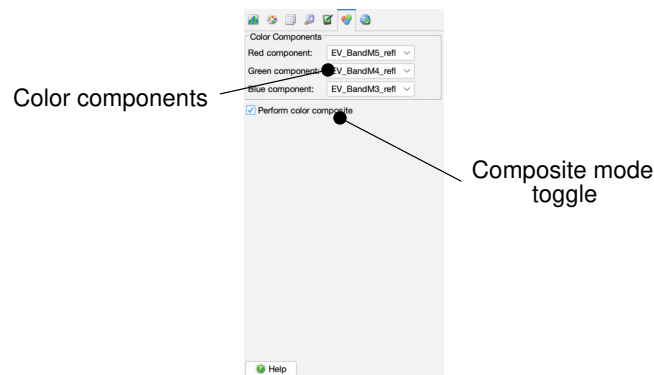 Color Components
Red component: EV_BandM5_refl
Green component: EV_BandM4_refl
Blue component: EV_BandM3_refl
Perform color composite
Color components
Composite mode
toggle
Help